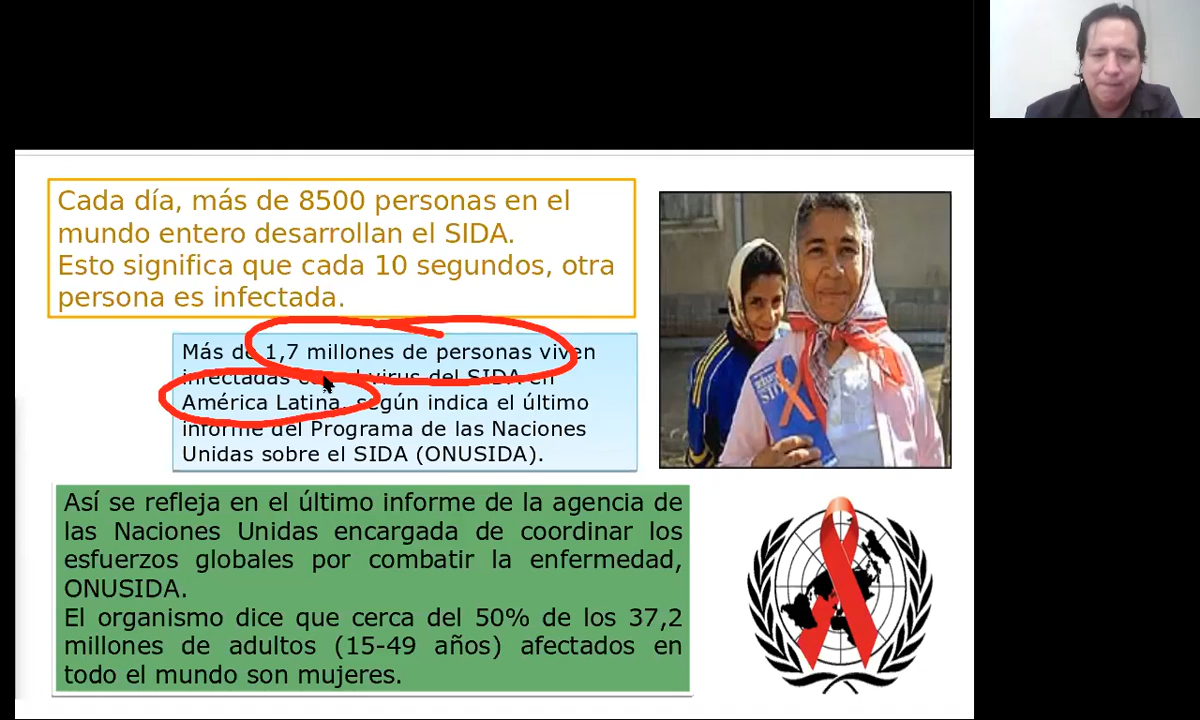 Cada día, más de 8500 personas en el
mundo entero desarrollan el SIDA.
Esto significa que cada 10 segundos, otra
persona es infectada.
Más de 1,7 millones de personas viven
infectadas virus del SIDA en
América Latina, según indica el último
informe del Programa de las Naciones
Unidas sobre el SIDA (ONUSIDA).
Así se refleja en el último informe de la agencia de
las Naciones Unidas encargada de coordinar los
esfuerzos globales por combatir la enfermedad,
ONUSIDA.
El organismo dice que cerca del 50% de los 37,2
millones de adultos (15-49 años) afectados en
todo el mundo son mujeres.